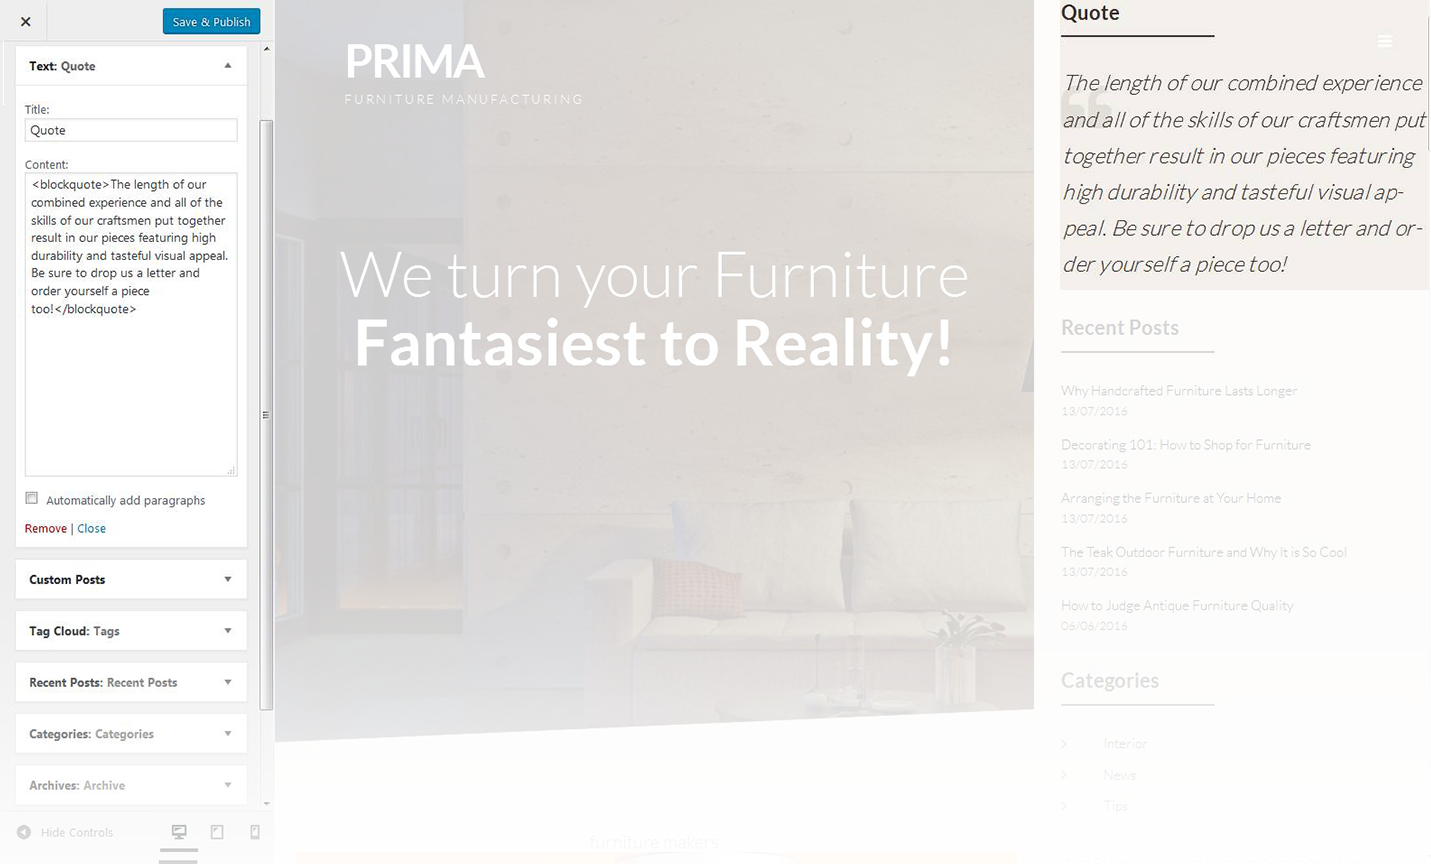 Save & Publish
Text: Quote
Title:
Quote
Content:
<blockquote>The length of our
combined experience and all of the
skills of our craftsmen put together
result in our pieces featuring high
durability and tasteful visual appeal.
Be sure to drop us a letter and
order yourself a piece
too!</blockquote>
Automatically add paragraphs
Remove | Close
Custom Posts
Tag Cloud: Tags
Recent Posts: Recent Posts
Categories: Categories
Archives: Archive
Hide Controls
PRIMA
FURNITURE MANUFACTURING
We turn your Furniture
Fantasiest to Reality!
furniture makers
Quote
The length of our combined experience
and all of the skills of our craftsmen put
together result in our pieces featuring
high durability and tasteful visual ap-
peal. Be sure to drop us a letter and or-
der yourself a piece too!
Recent Posts
Why Handcrafted Furniture Lasts Longer
13/07/2016
Decorating 101: How to Shop for Furniture
13/07/2016
Arranging the Furniture at Your Home
13/07/2016
The Teak Outdoor Furniture and Why It is So Cool
13/07/2016
How to Judge Antique Furniture Quality
06/06/2016
Categories
Interior
News
Tips